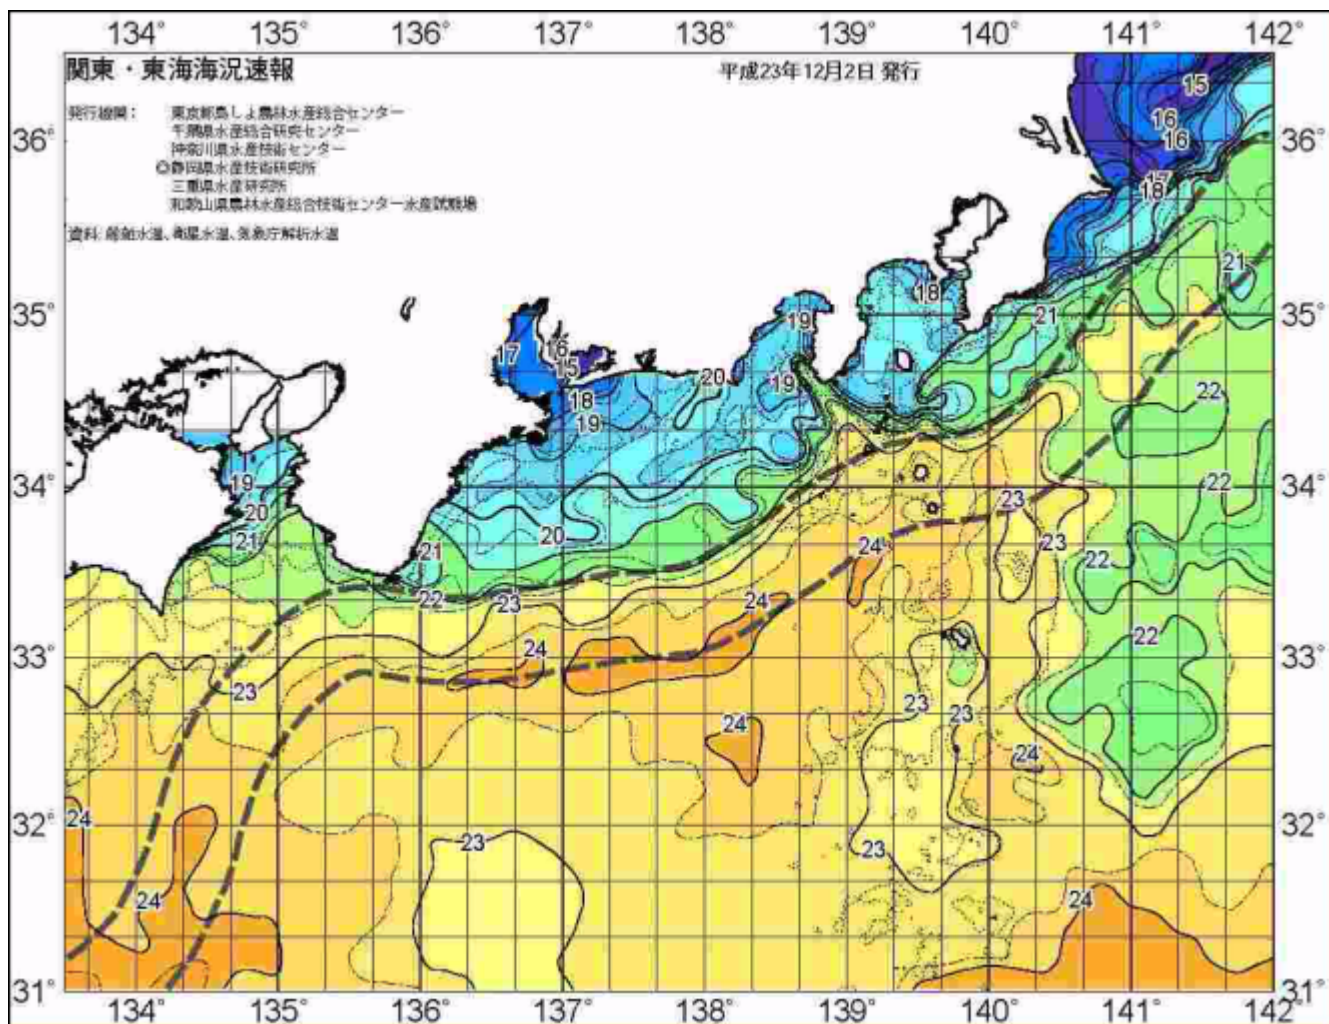 134° 135° 136° 137° 138° 139° 140° 141° 142°
関東・東海海況速報
平成23年12月2日 発行
発行機関：
東京都島しょ農林水産総合センター
千葉県水産総合研究センター
神奈川県水産技術センター
◎静岡県水産技術研究所
三重県水産研究所
和歌山県農林水産総合技術センター水産試験場
資料: 船舶水温、衛星水温、気象庁解析水温
15
16
36° 16 36°
17
18
21
18
35° 19 21 35°
16
17 15
20
19 22
18
19
34° 19 22 34°
23
20 20
21 21 23
24 22
22 23
24
22
33° 24 33°
23
23 23
24
24
32° 24 32°
23 23
24 24
31° 31°
134° 135° 136° 137° 138° 139° 140° 141° 142°